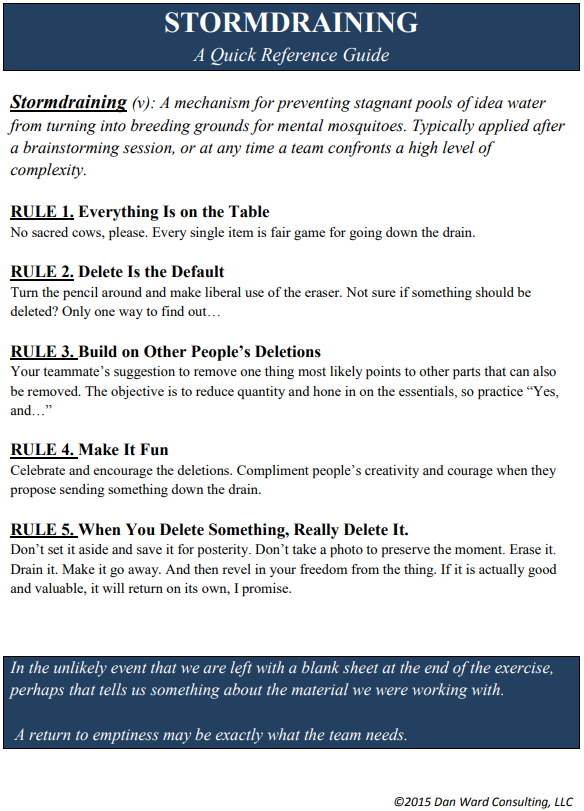 STORMDRAINING
A Quick Reference Guide
Stormdraining (v): A mechanism for preventing stagnant pools of idea water
from turning into breeding grounds for mental mosquitoes. Typically applied after
a brainstorming session, or at any time a team confronts a high level of
complexity.
RULE 1. Everything Is on the Table
No sacred cows, please. Every single item is fair game for going down the drain.
RULE 2. Delete Is the Default
Turn the pencil around and make liberal use of the eraser. Not sure if something should be
deleted? Only one way to find out…
RULE 3. Build on Other People’s Deletions
Your teammate’s suggestion to remove one thing most likely points to other parts that can also
be removed. The objective is to reduce quantity and hone in on the essentials, so practice “Yes,
and…”
RULE 4. Make It Fun
Celebrate and encourage the deletions. Compliment people’s creativity and courage when they
propose sending something down the drain.
RULE 5. When You Delete Something, Really Delete It.
Don’t set it aside and save it for posterity. Don’t take a photo to preserve the moment. Erase it.
Drain it. Make it go away. And then revel in your freedom from the thing. If it is actually good
and valuable, it will return on its own, I promise.
In the unlikely event that we are left with a blank sheet at the end of the exercise,
perhaps that tells us something about the material we were working with.
A return to emptiness may be exactly what the team needs.
©2015 Dan Ward Consulting, LLC